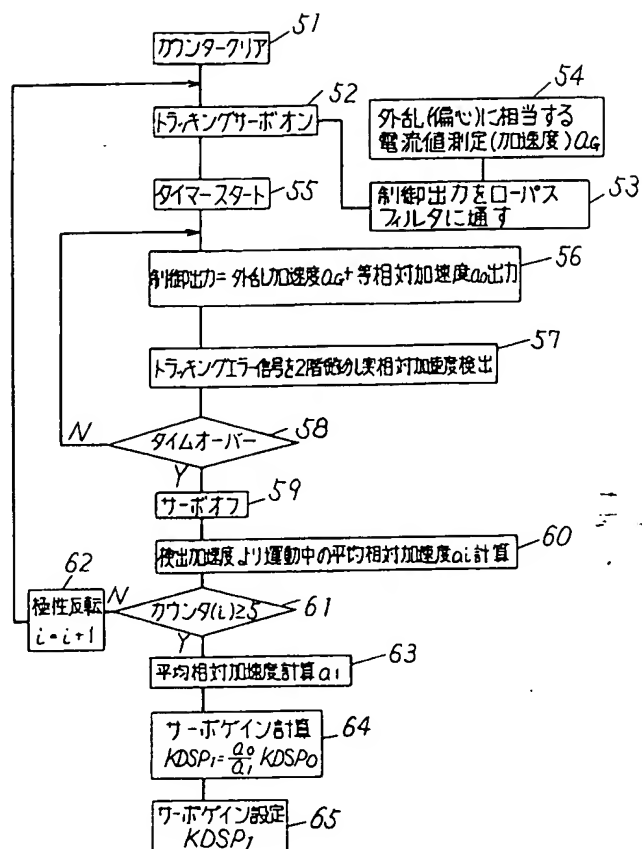 51
カウンタークリア
52
トラッキングサーボオン
54
外乱(偏心)に相当する
電流値測定(加速度)aG
制御出力をローパス
フィルタに通す
53
55
タイマースタート
56
制御出力=外乱加速度aG+等相対加速度a0出力
57
トラッキングエラー信号を2階微分し実相対加速度検出
N
タイムオーバー
58
Y
サーボオフ
59
検出加速度より運動中の平均相対加速度ai計算
60
62
極性反転
i=i+1
N
カウンタ(i)≥5
61
Y
平均相対加速度計算a1
63
サーボゲイン計算
KDSP1=a0/a1 KDSP0
64
サーボゲイン設定
KDSP1
65